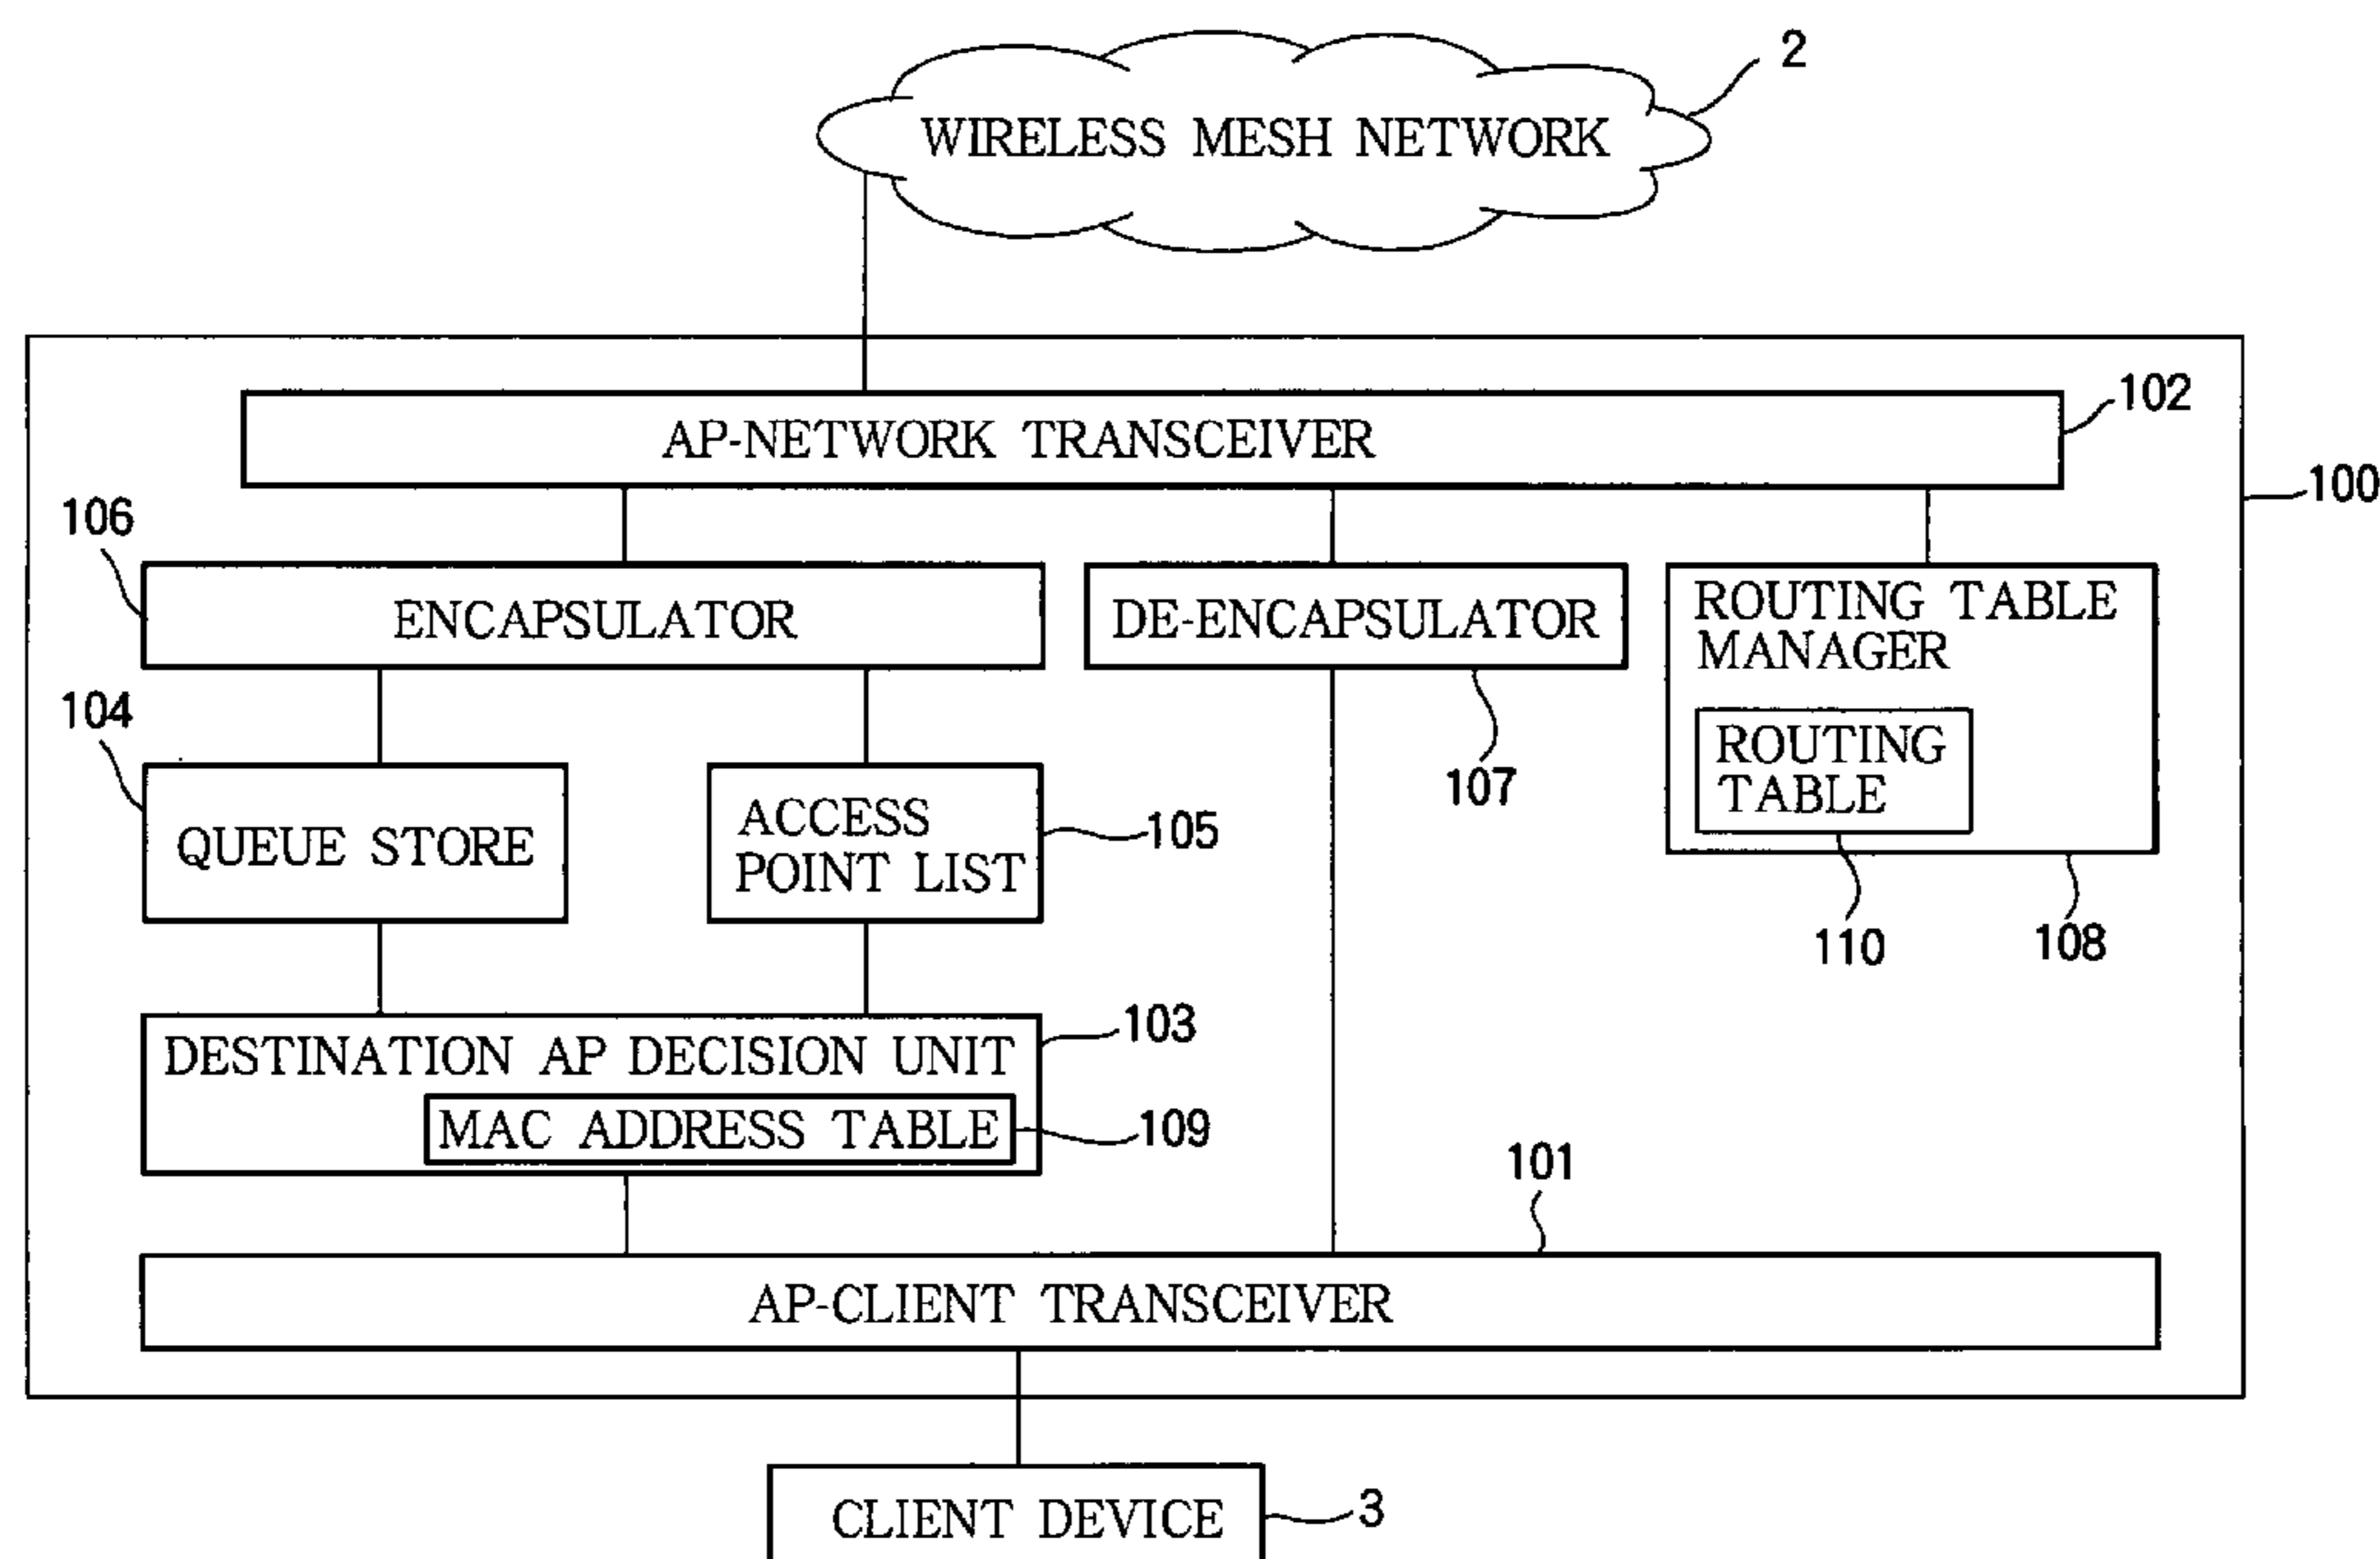 2
WIRELESS MESH NETWORK
102
AP-NETWORK TRANSCEIVER
100
106
ENCAPSULATOR
DE-ENCAPSULATOR
ROUTING TABLE
MANAGER
104
107
ROUTING
TABLE
QUEUE STORE
ACCESS
POINT LIST
105
110
108
103
DESTINATION AP DECISION UNIT
MAC ADDRESS TABLE
109
101
AP-CLIENT TRANSCEIVER
CLIENT DEVICE
3